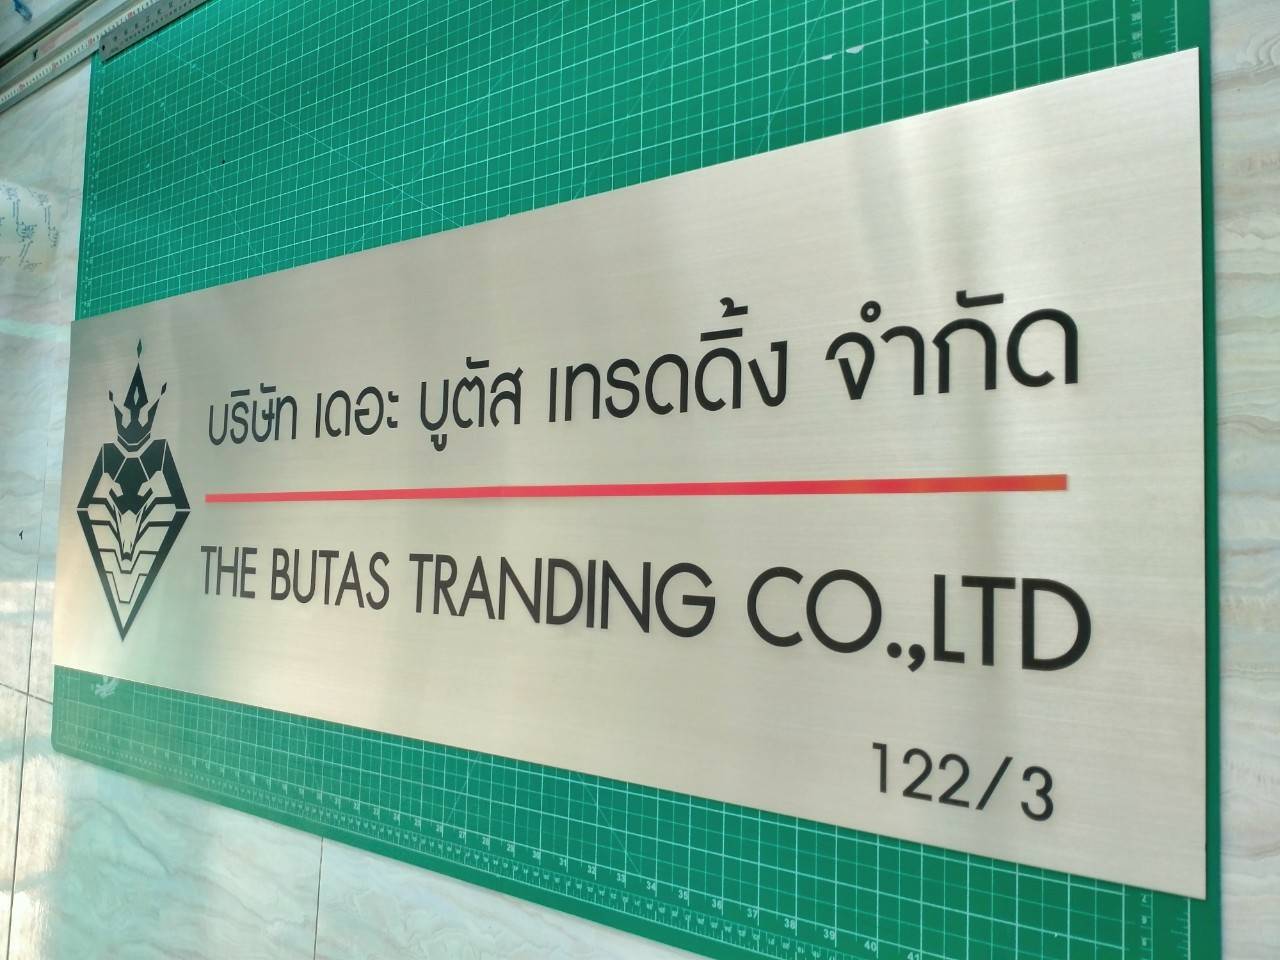 บริษัท เดอะ บูตัส เทรดดิ้ง จำกัด
THE BUTAS TRANDING CO.,LTD
122/3